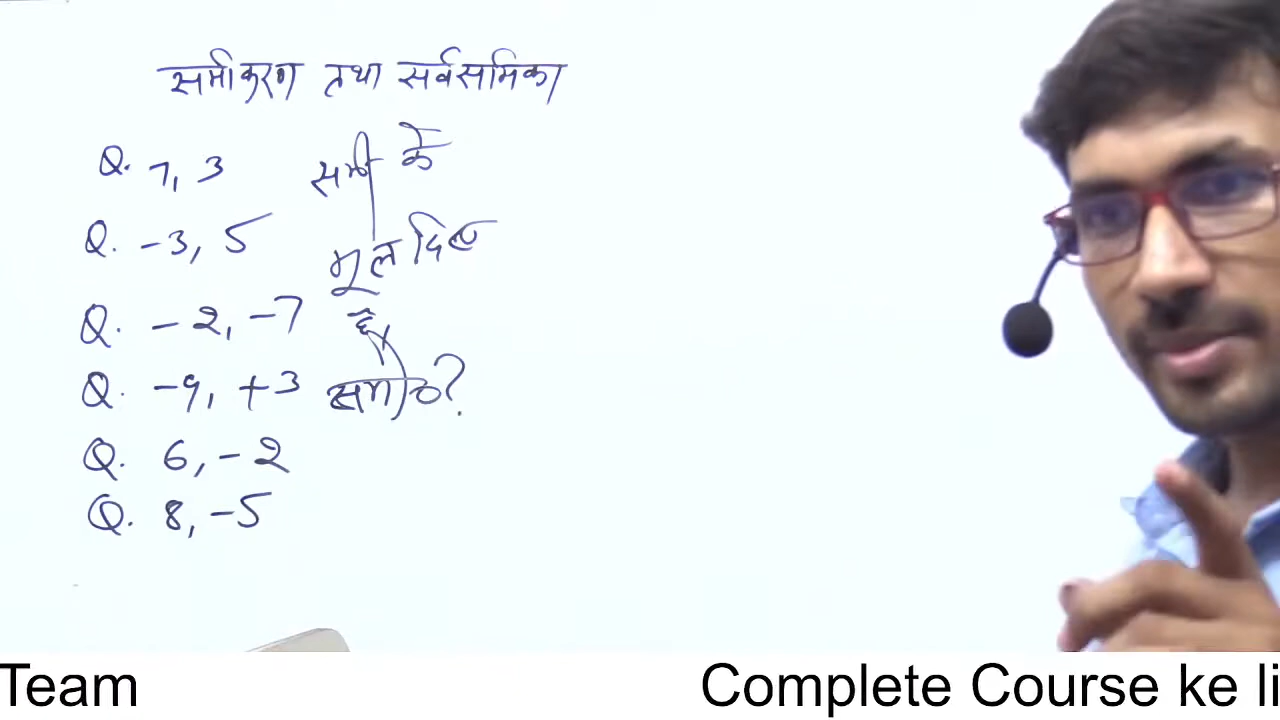 समीकरण तथा सर्वसमिका
Q. 7, 3 समी के
Q. -3, 5 मूल दिए
Q. -2, -7 हैं
Q. -9, +3 समी० ?
Q. 6, -2
Q. 8, -5
Team Complete Course ke li